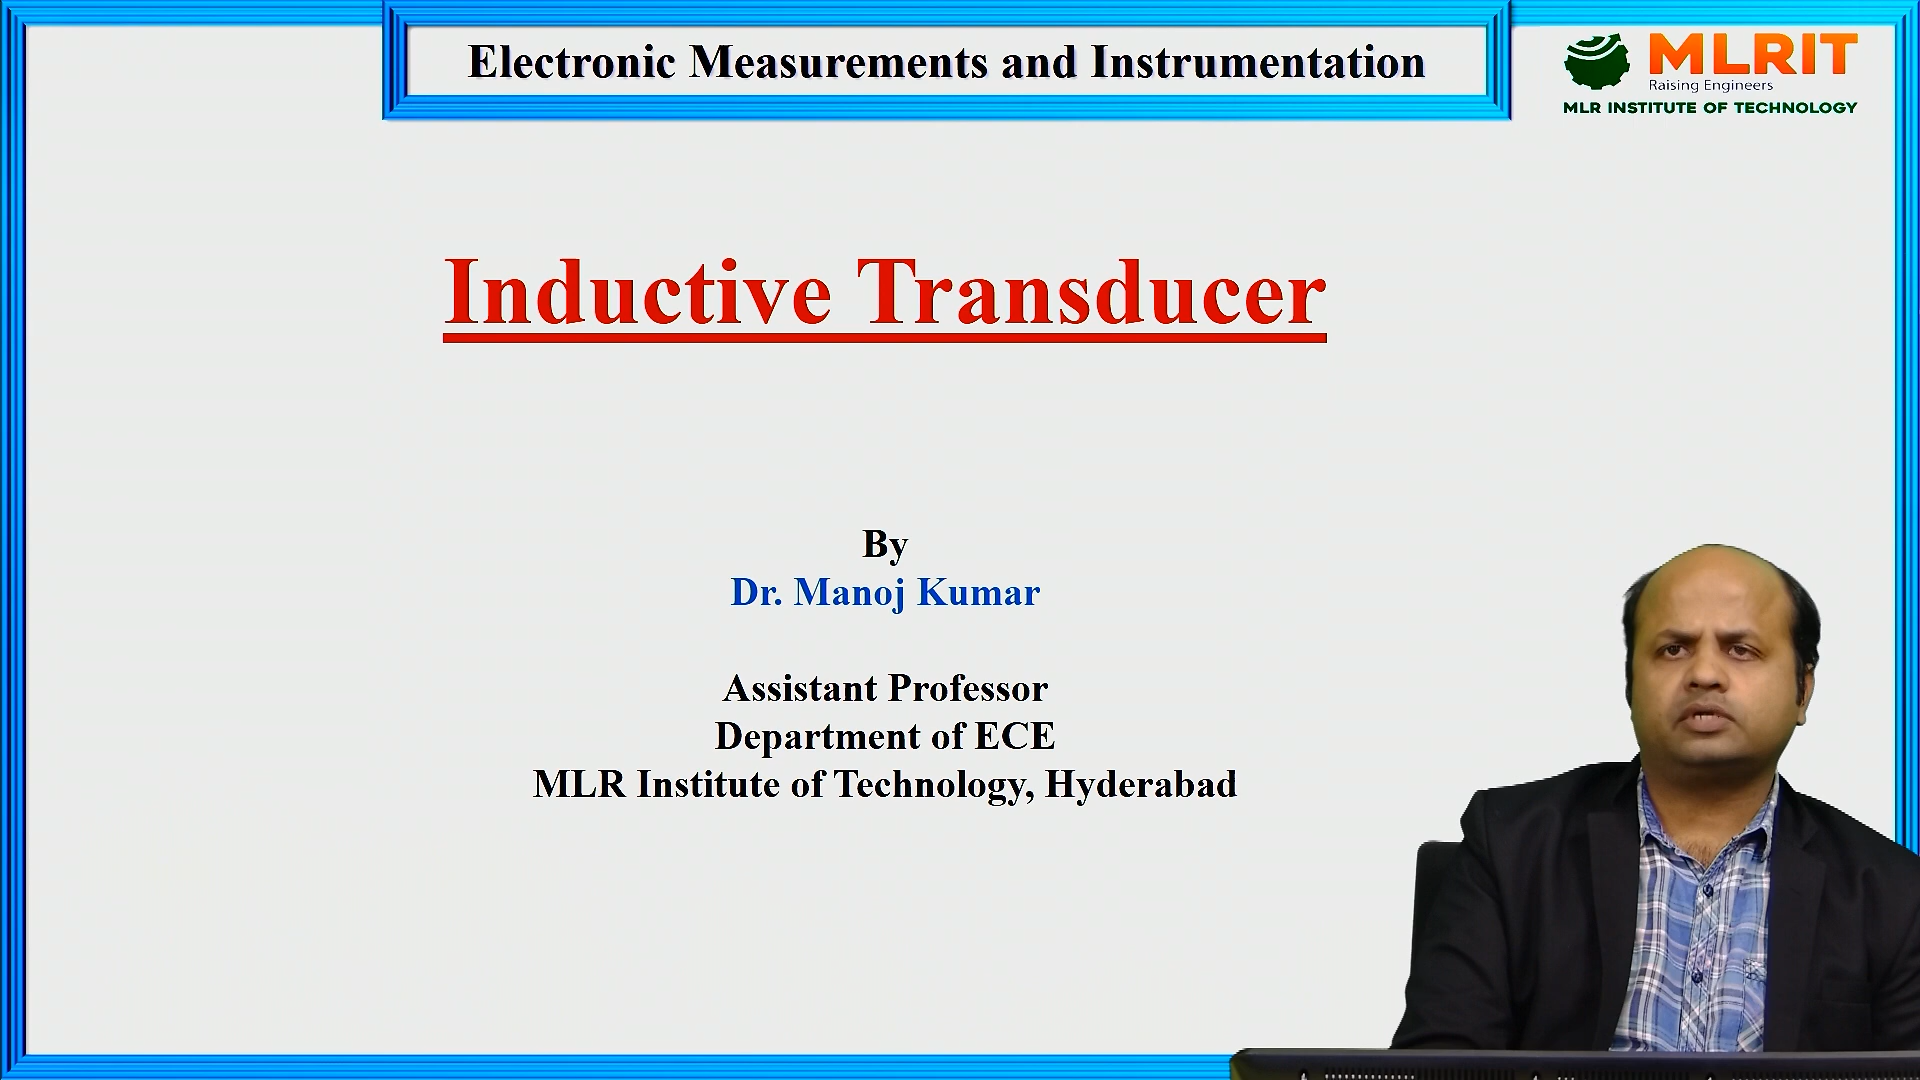 Electronic Measurements and Instrumentation
MLRIT
Raising Engineers
MLR INSTITUTE OF TECHNOLOGY
Inductive Transducer
By
Dr. Manoj Kumar
Assistant Professor
Department of ECE
MLR Institute of Technology, Hyderabad